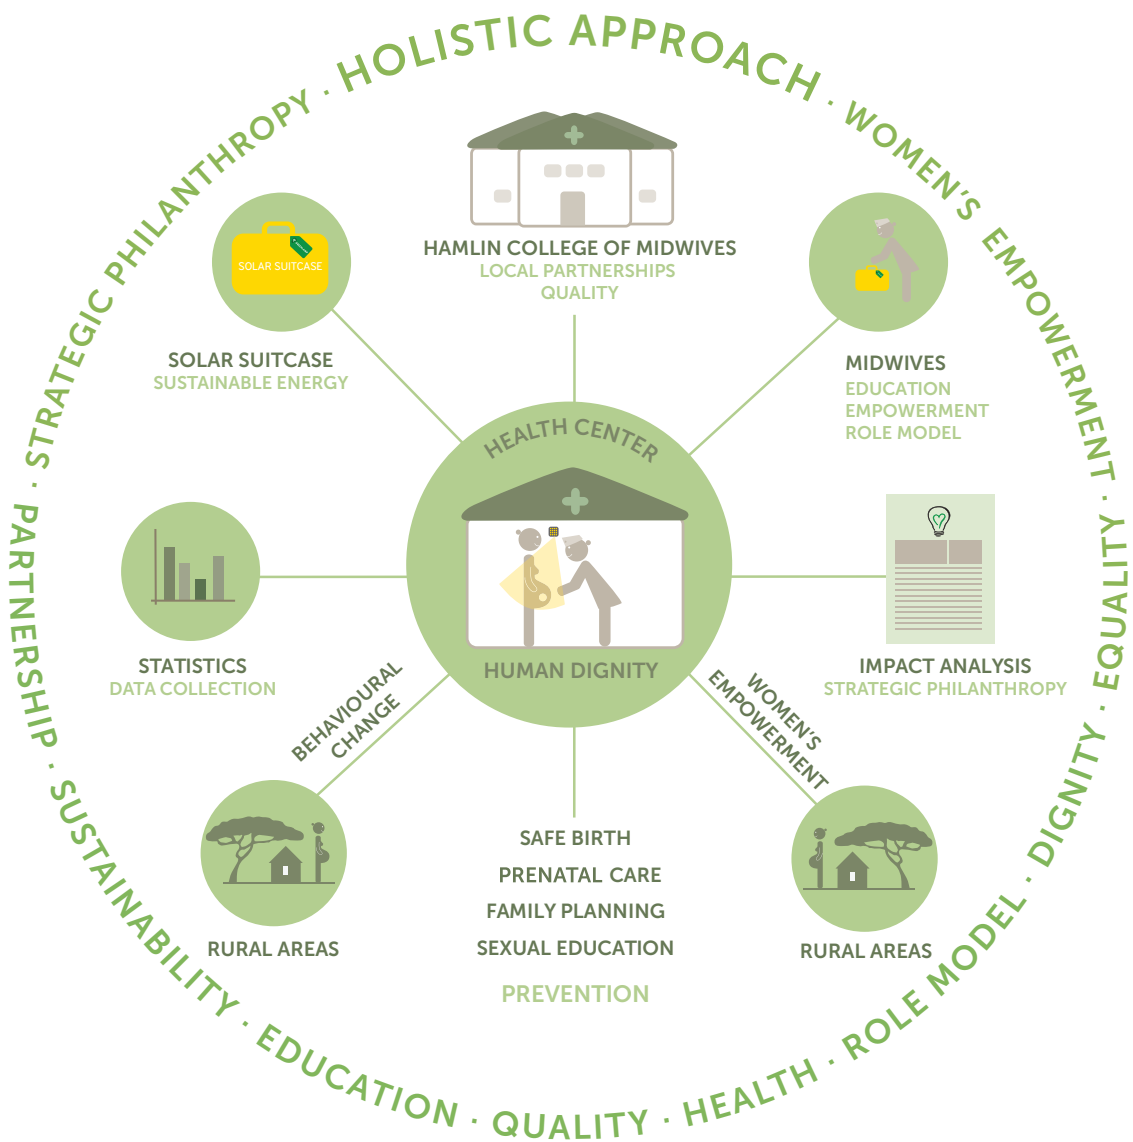 HOLISTIC APPROACH · WOMEN'S EMPOWERMENT · EQUALITY · DIGNITY · ROLE MODEL · HEALTH · QUALITY · EDUCATION · SUSTAINABILITY · PARTNERSHIP · STRATEGIC PHILANTHROPY ·
HAMLIN COLLEGE OF MIDWIVES
LOCAL PARTNERSHIPS
QUALITY
SOLAR SUITCASE
SOLAR SUITCASE
SUSTAINABLE ENERGY
MIDWIVES
EDUCATION
EMPOWERMENT
ROLE MODEL
HEALTH CENTER
HUMAN DIGNITY
STATISTICS
DATA COLLECTION
IMPACT ANALYSIS
STRATEGIC PHILANTHROPY
BEHAVIOURAL
CHANGE
WOMEN'S
EMPOWERMENT
RURAL AREAS
SAFE BIRTH
PRENATAL CARE
FAMILY PLANNING
SEXUAL EDUCATION
PREVENTION
RURAL AREAS